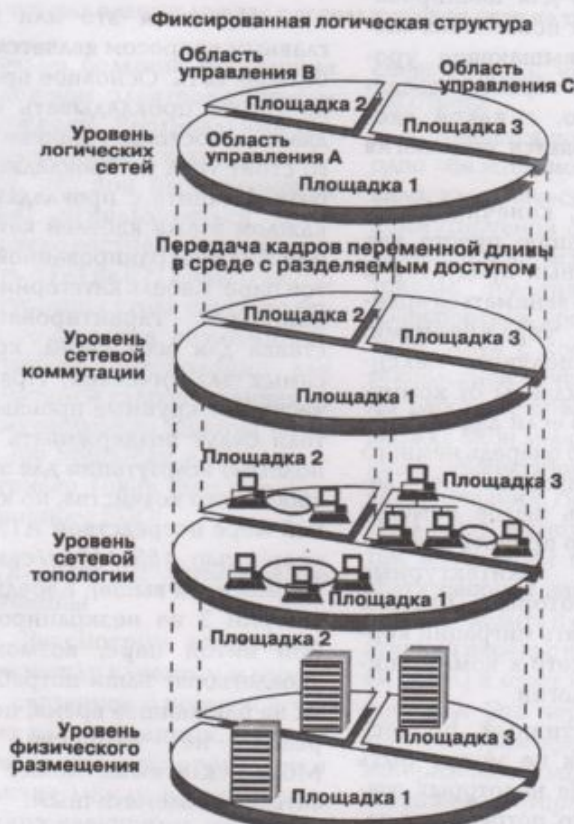 Фиксированная логическая структура
Область
управления В
Область
управления С
Площадка 2
Площадка 3
Уровень
логических
сетей
Область
управления А
Площадка 1
Передача кадров переменной длины
в среде с разделяемым доступом
Площадка 2
Площадка 3
Уровень
сетевой
коммутации
Площадка 1
Площадка 2
Площадка 3
Уровень
сетевой
топологии
Площадка 1
Площадка 2
Уровень
физического
размещения
Площадка 3
Площадка 1